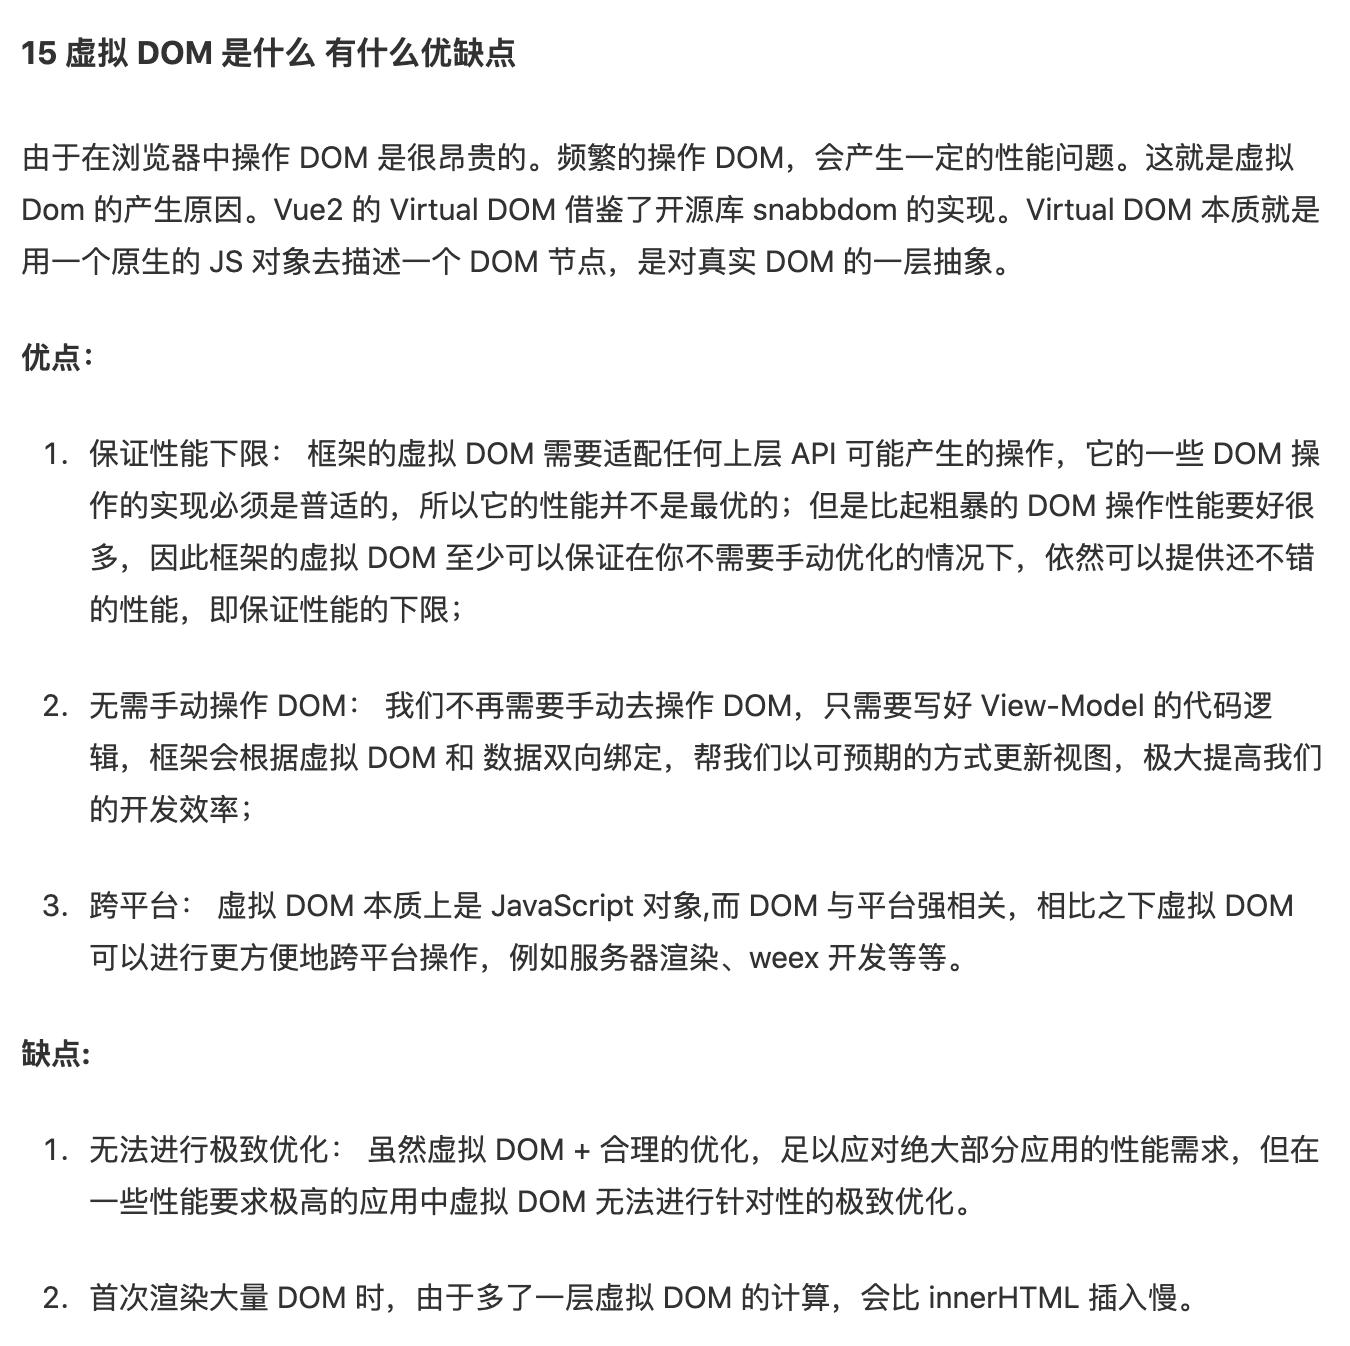 15 虚拟 DOM 是什么 有什么优缺点
由于在浏览器中操作 DOM 是很昂贵的。频繁的操作 DOM，会产生一定的性能问题。这就是虚拟
Dom 的产生原因。Vue2 的 Virtual DOM 借鉴了开源库 snabbdom 的实现。Virtual DOM 本质就是
用一个原生的 JS 对象去描述一个 DOM 节点，是对真实 DOM 的一层抽象。
优点：
1. 保证性能下限： 框架的虚拟 DOM 需要适配任何上层 API 可能产生的操作，它的一些 DOM 操
作的实现必须是普适的，所以它的性能并不是最优的；但是比起粗暴的 DOM 操作性能要好很
多，因此框架的虚拟 DOM 至少可以保证在你不需要手动优化的情况下，依然可以提供还不错
的性能，即保证性能的下限；
2. 无需手动操作 DOM： 我们不再需要手动去操作 DOM，只需要写好 View-Model 的代码逻
辑，框架会根据虚拟 DOM 和 数据双向绑定，帮我们以可预期的方式更新视图，极大提高我们
的开发效率；
3. 跨平台： 虚拟 DOM 本质上是 JavaScript 对象,而 DOM 与平台强相关，相比之下虚拟 DOM
可以进行更方便地跨平台操作，例如服务器渲染、weex 开发等等。
缺点:
1. 无法进行极致优化： 虽然虚拟 DOM + 合理的优化，足以应对绝大部分应用的性能需求，但在
一些性能要求极高的应用中虚拟 DOM 无法进行针对性的极致优化。
2. 首次渲染大量 DOM 时，由于多了一层虚拟 DOM 的计算，会比 innerHTML 插入慢。